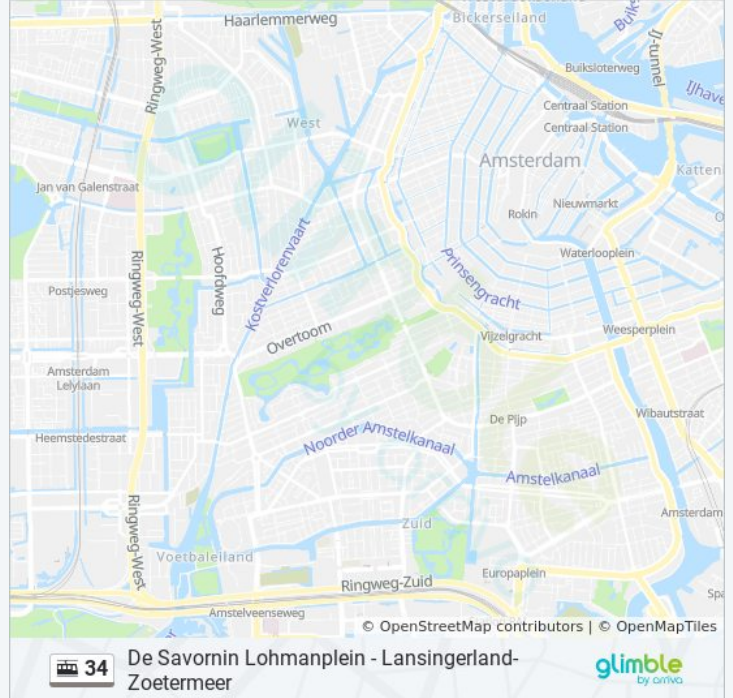 Haarlemmerweg
Bickerseiland
Ringweg-West
IJ-tunnel
Buiksloterweg
Centraal Station
Centraal Station
West
Amsterdam
Jan van Galenstraat
Nieuwmarkt
Rokin
Kostverlorenvaart
Hoofdweg
Waterlooplein
Ringweg-West
Prinsengracht
Postjesweg
Overtoom
Vijzelgracht
Weesperplein
Amsterdam
Lelylaan
De Pijp
Wibautstraat
Heemstedestraat
Noorder Amstelkanaal
Amstelkanaal
Ringweg-West
Amsterdam
Zuid
Voetbaleiland
Europaplein
Ringweg-Zuid
Amstelveenseweg
© OpenStreetMap contributors | © OpenMapTiles
34
De Savornin Lohmanplein - Lansingerland-
Zoetermeer
glimble
by arriva